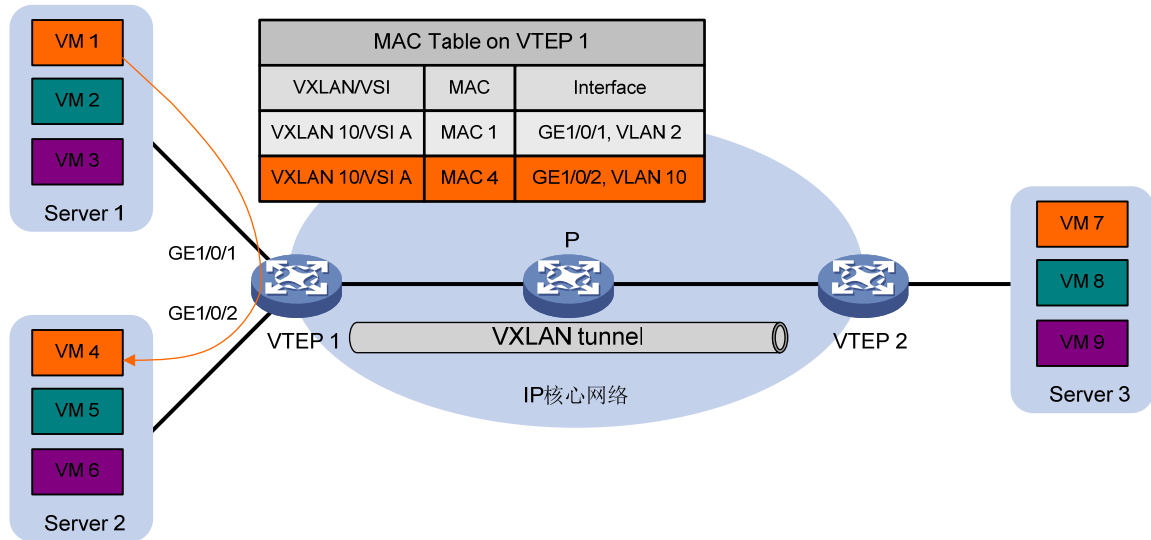 VM 1
VM 2
VM 3
Server 1
MAC Table on VTEP 1
VXLAN/VSI MAC Interface
VXLAN 10/VSI A MAC 1 GE1/0/1, VLAN 2
VXLAN 10/VSI A MAC 4 GE1/0/2, VLAN 10
GE1/0/1
GE1/0/2
VTEP 1
P
VXLAN tunnel
VTEP 2
IP核心网络
VM 4
VM 5
VM 6
Server 2
VM 7
VM 8
VM 9
Server 3